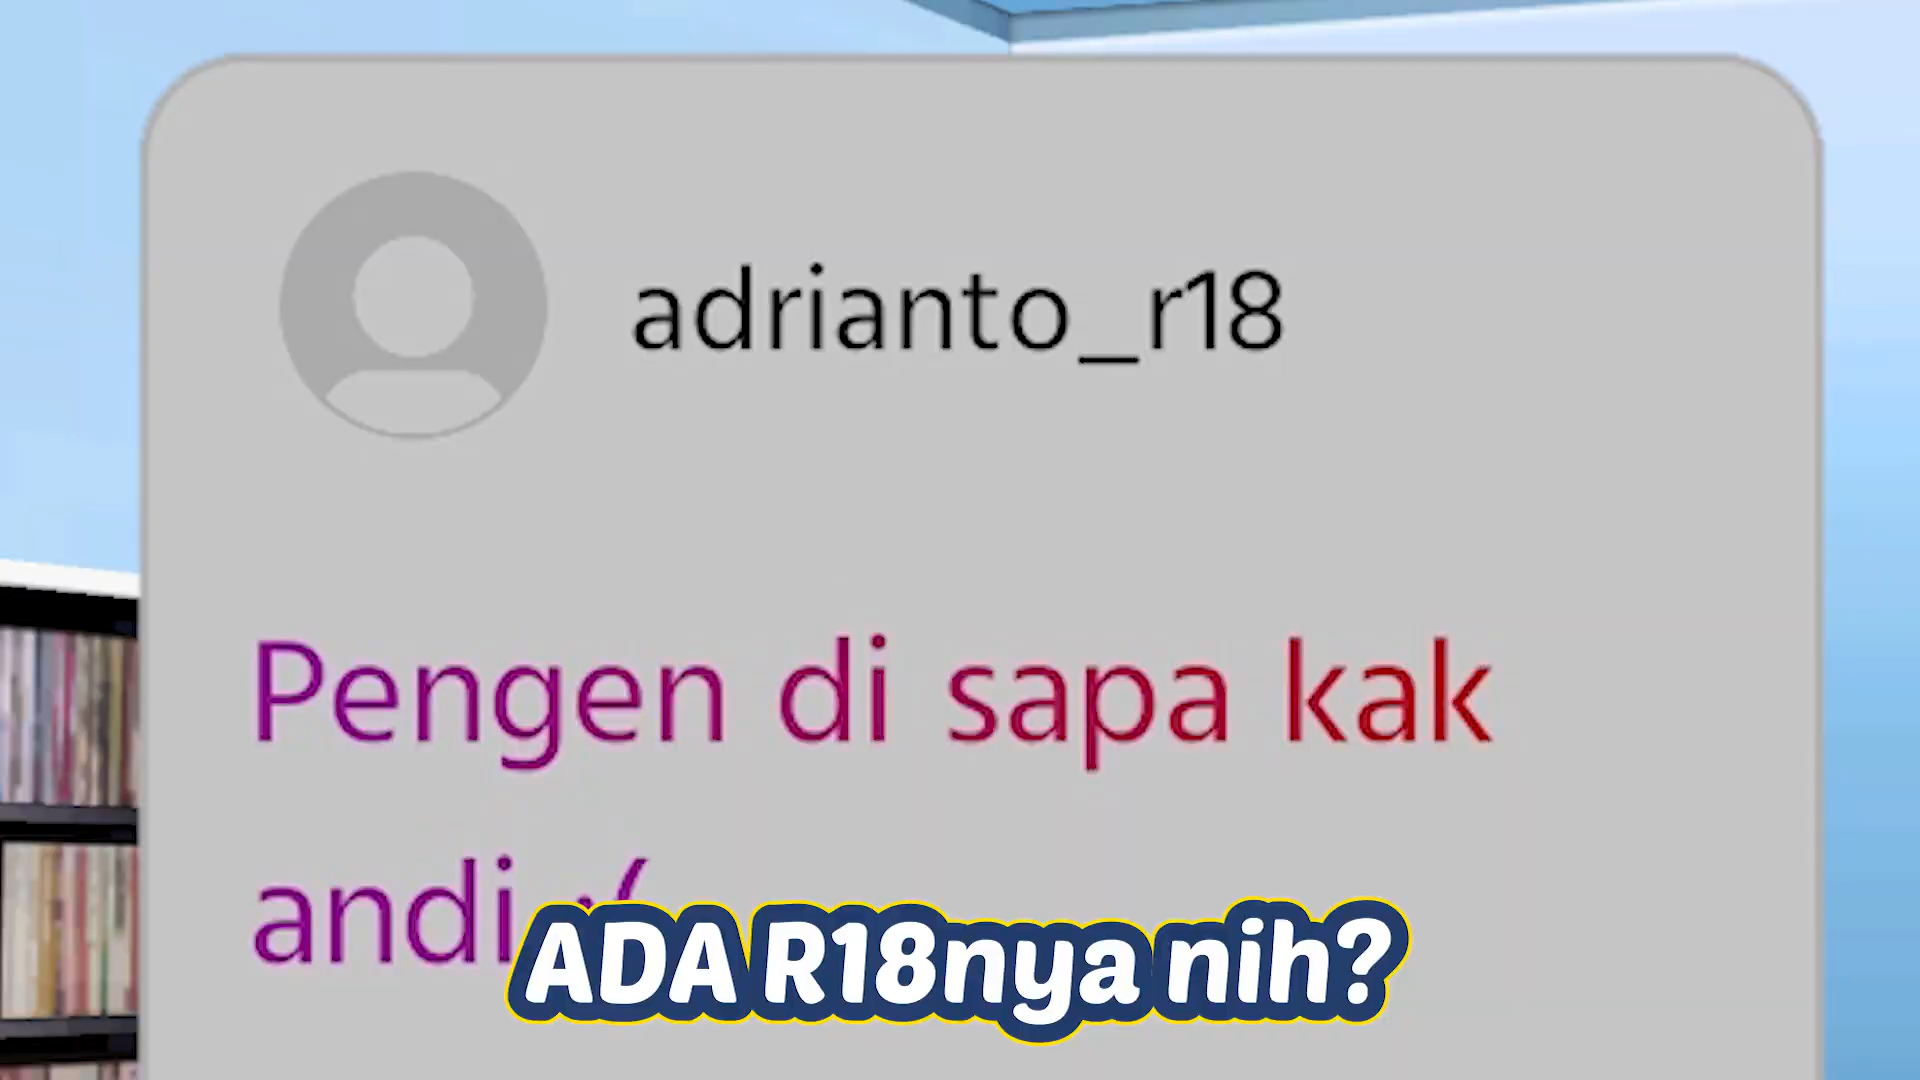 adrianto_r18
Pengen di sapa kak
andi :(
ADA R18nya nih?